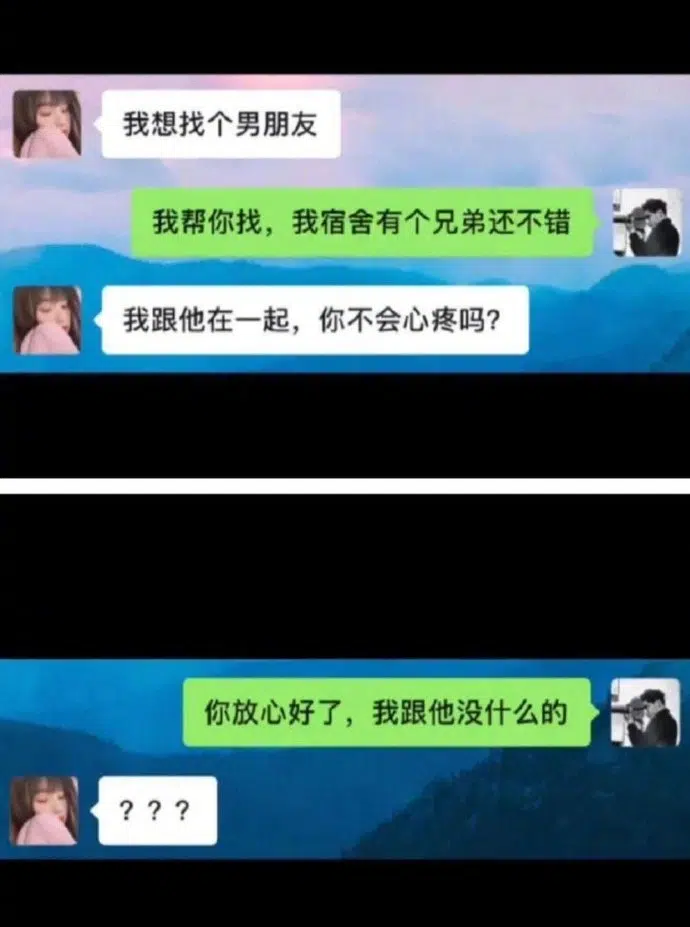 我想找个男朋友
我帮你找，我宿舍有个兄弟还不错
我跟他在一起，你不会心疼吗？
你放心好了，我跟他没什么的
？？？